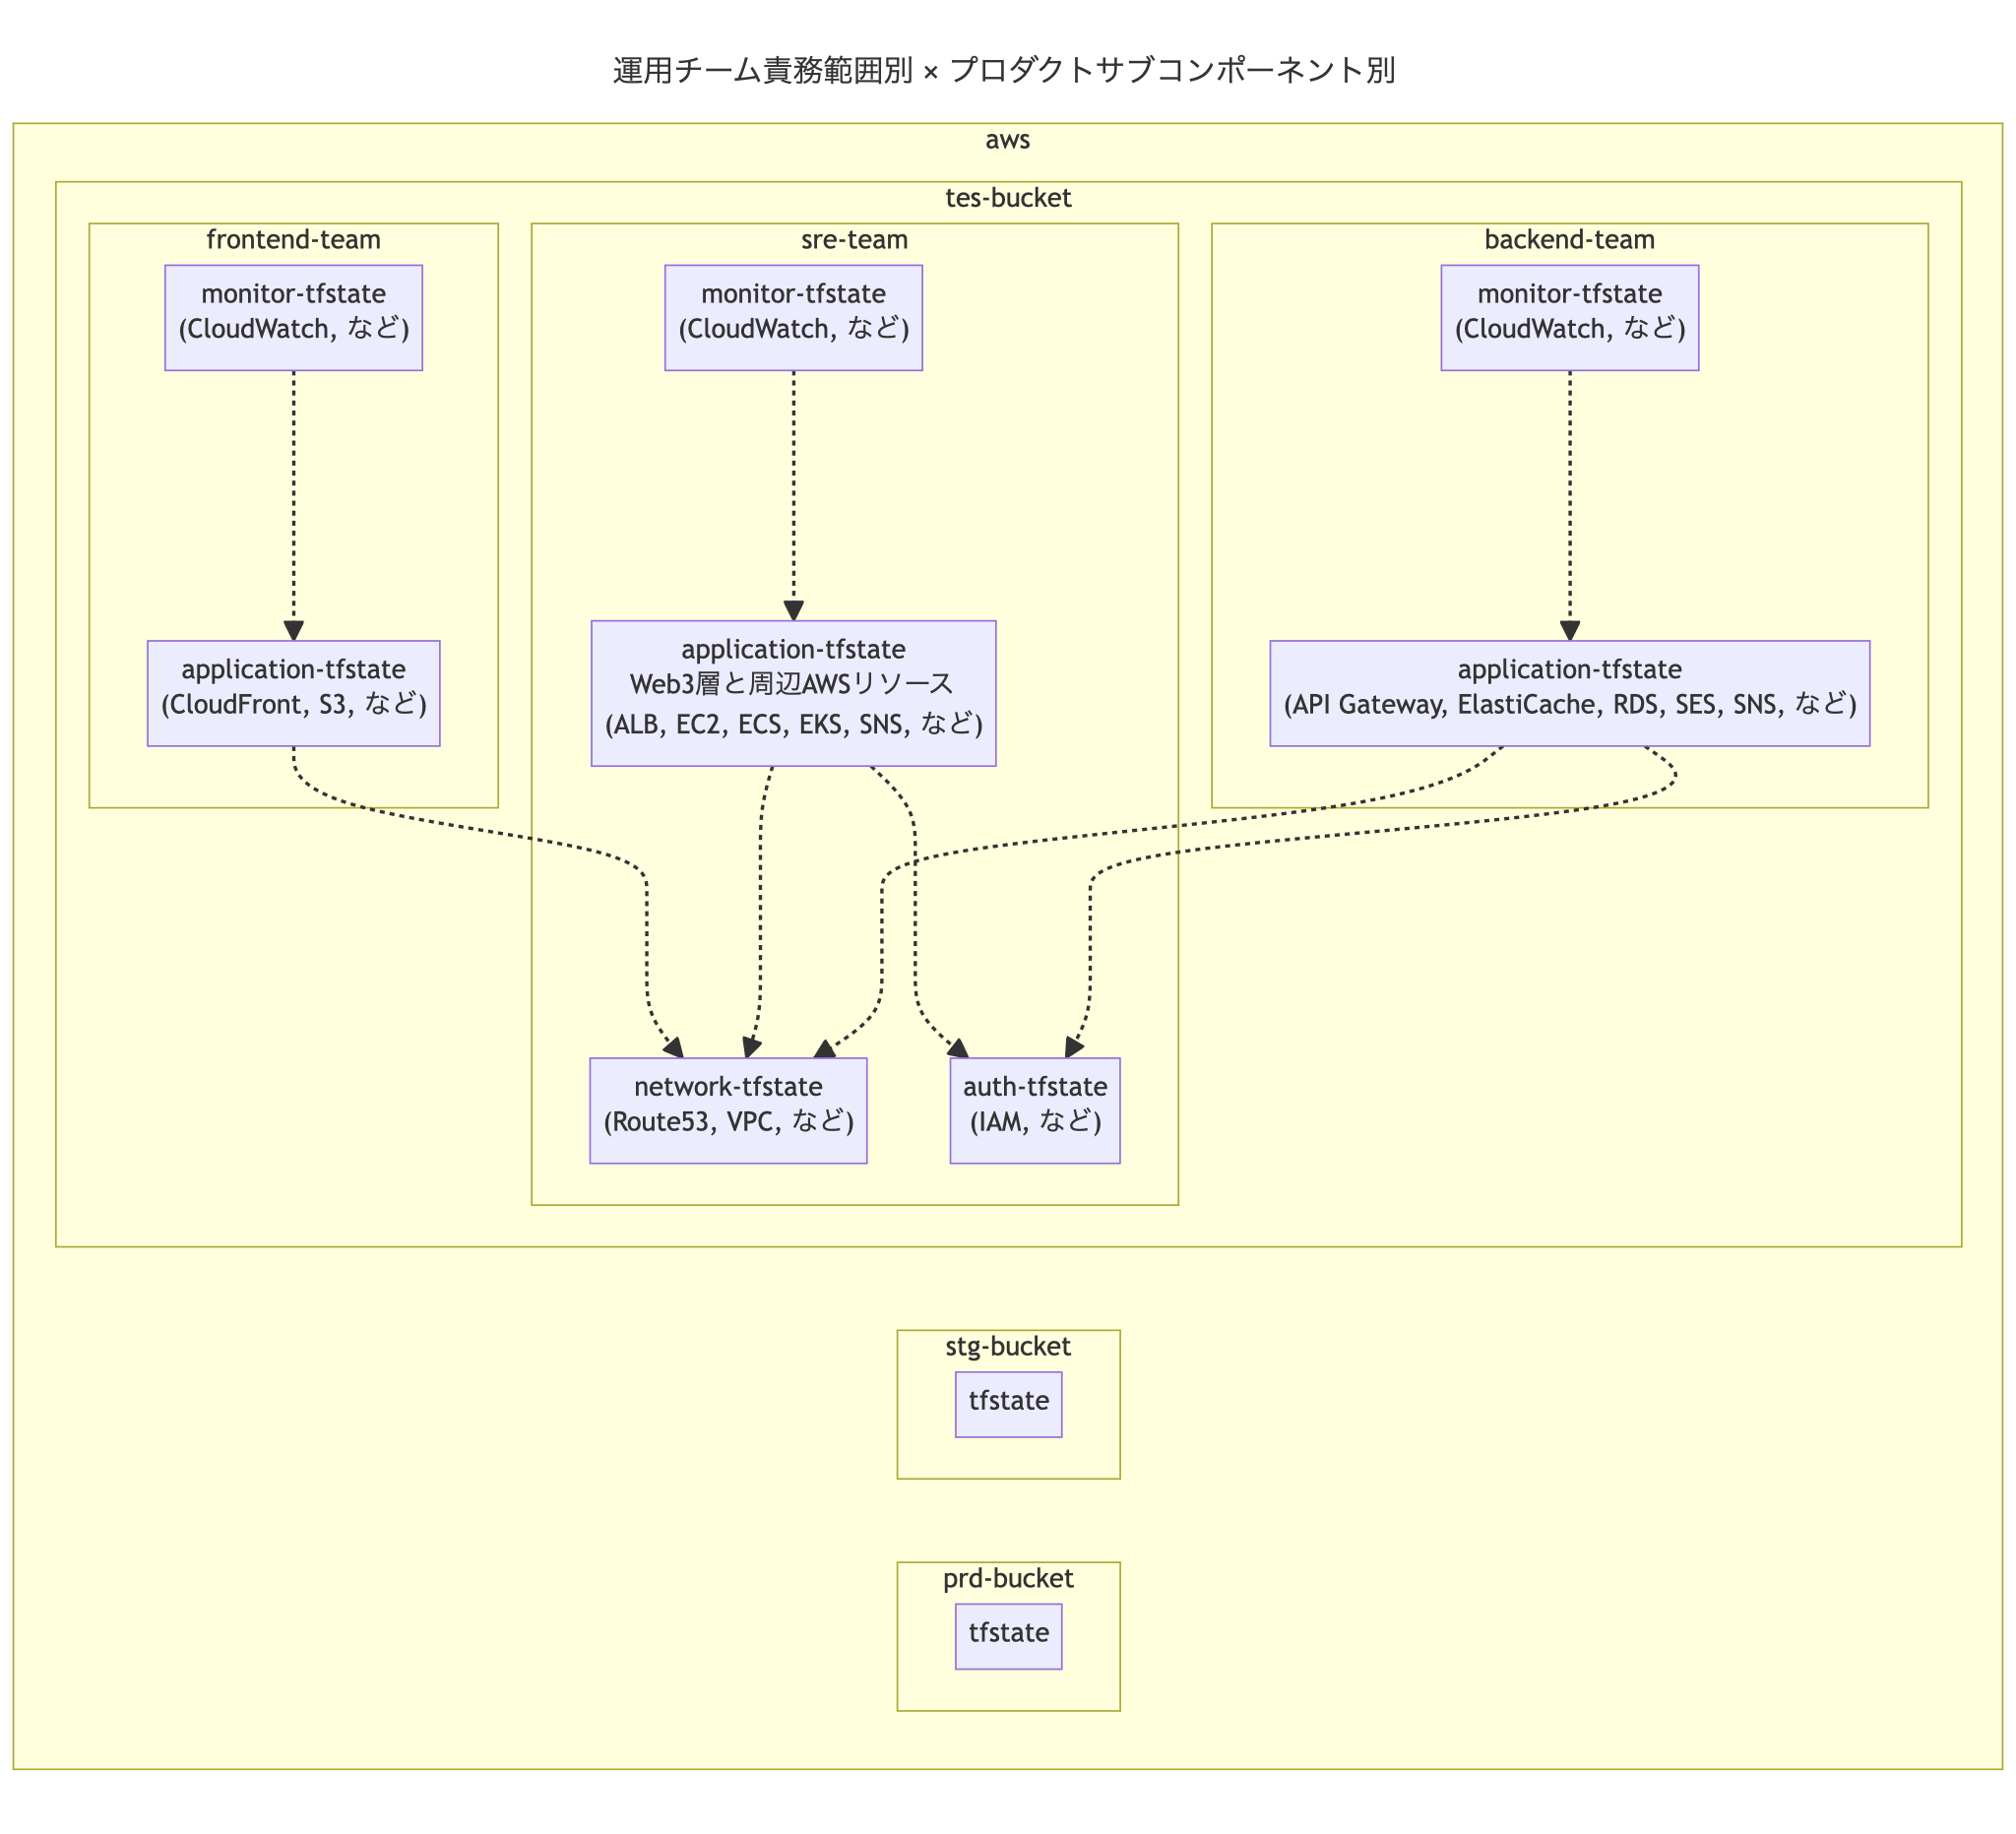 運用チーム責務範囲別 × プロダクトサブコンポーネント別
aws
tes-bucket
frontend-team
monitor-tfstate
(CloudWatch, など)
application-tfstate
(CloudFront, S3, など)
sre-team
monitor-tfstate
(CloudWatch, など)
application-tfstate
Web3層と周辺AWSリソース
(ALB, EC2, ECS, EKS, SNS, など)
network-tfstate
(Route53, VPC, など)
auth-tfstate
(IAM, など)
backend-team
monitor-tfstate
(CloudWatch, など)
application-tfstate
(API Gateway, ElastiCache, RDS, SES, SNS, など)
stg-bucket
tfstate
prd-bucket
tfstate